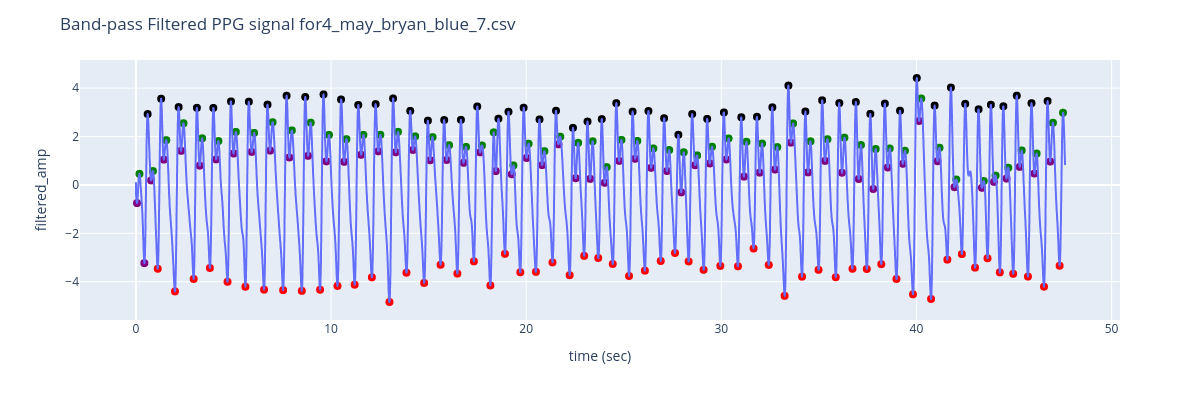 Band-pass Filtered PPG signal for4_may_bryan_blue_7.csv
4
2
0
−2
−4
filtered_amp
0 10 20 30 40 50
time (sec)